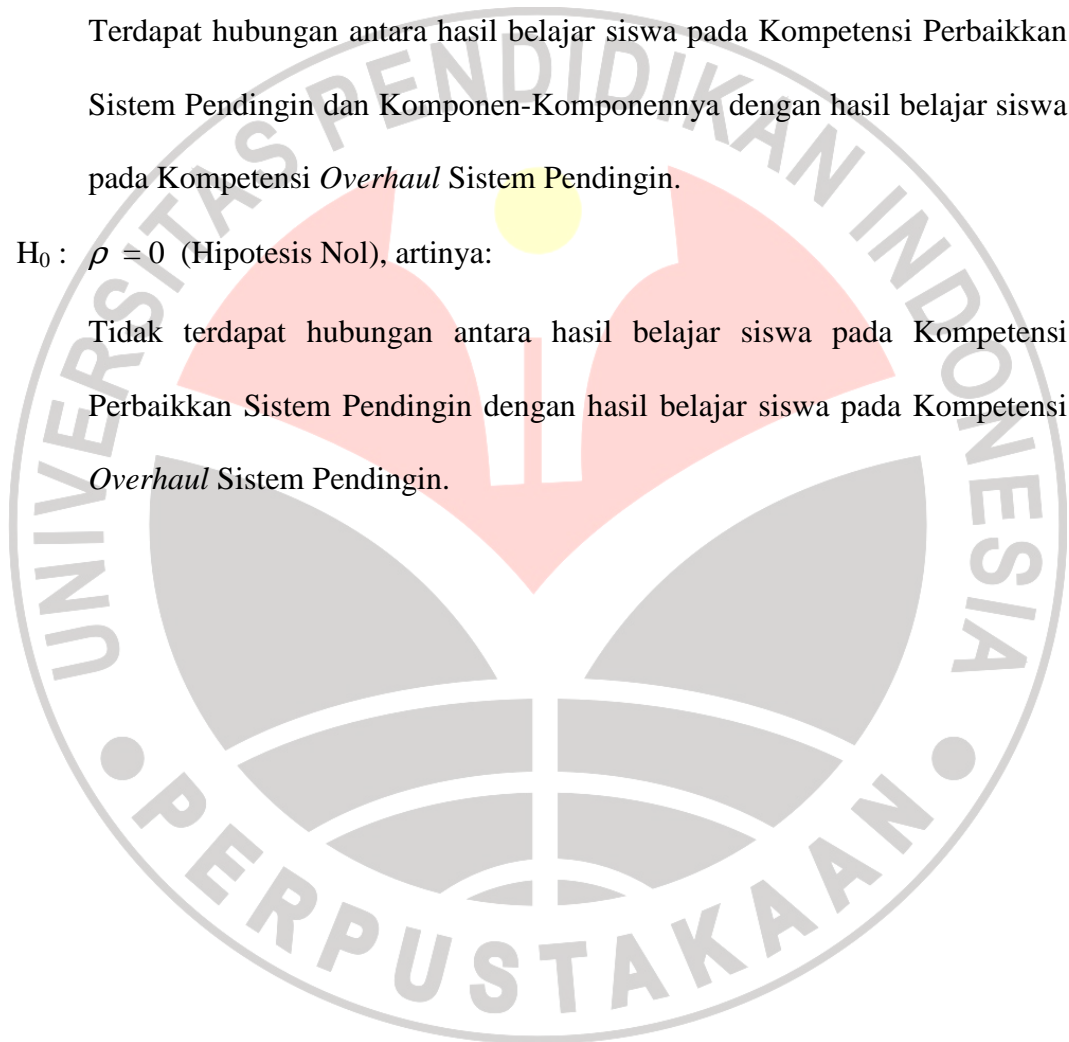 Terdapat hubungan antara hasil belajar siswa pada Kompetensi Perbaikkan
Sistem Pendingin dan Komponen-Komponennya dengan hasil belajar siswa
pada Kompetensi Overhaul Sistem Pendingin.
H₀ : ρ = 0 (Hipotesis Nol), artinya:
Tidak terdapat hubungan antara hasil belajar siswa pada Kompetensi
Perbaikkan Sistem Pendingin dengan hasil belajar siswa pada Kompetensi
Overhaul Sistem Pendingin.
UNIVERSITAS PENDIDIKAN INDONESIA
PERPUSTAKAAN